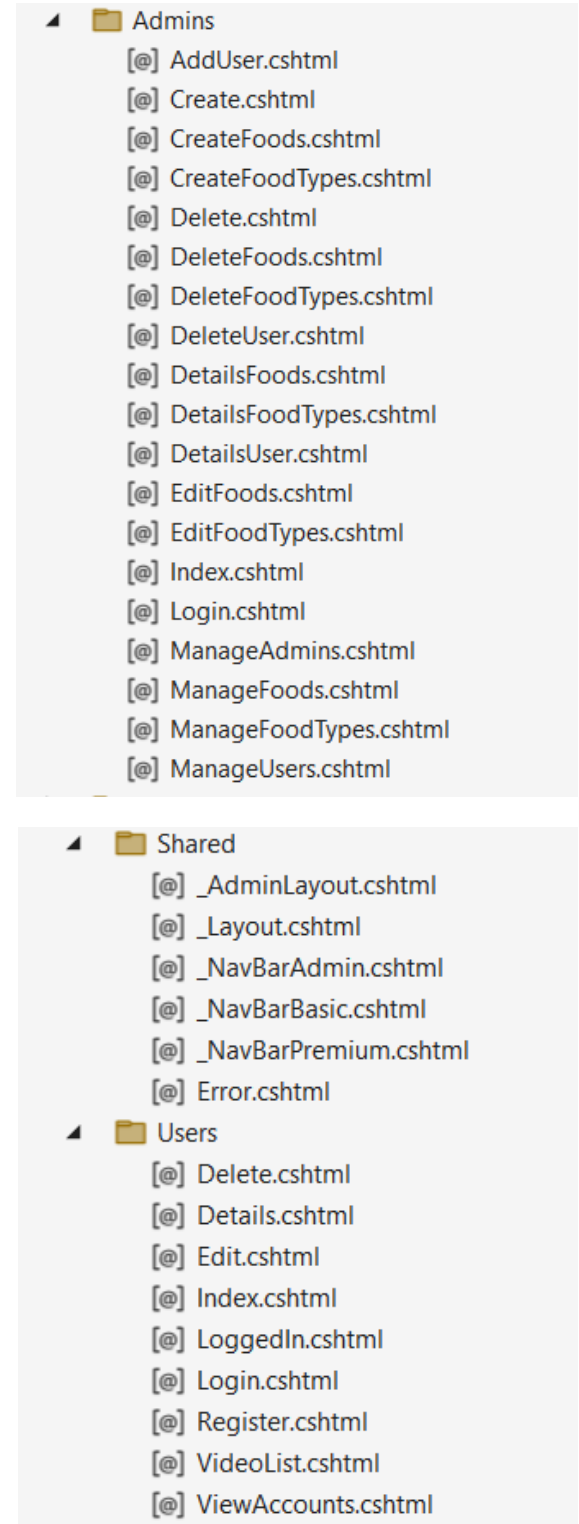 Admins
[@] AddUser.cshtml
[@] Create.cshtml
[@] CreateFoods.cshtml
[@] CreateFoodTypes.cshtml
[@] Delete.cshtml
[@] DeleteFoods.cshtml
[@] DeleteFoodTypes.cshtml
[@] DeleteUser.cshtml
[@] DetailsFoods.cshtml
[@] DetailsFoodTypes.cshtml
[@] DetailsUser.cshtml
[@] EditFoods.cshtml
[@] EditFoodTypes.cshtml
[@] Index.cshtml
[@] Login.cshtml
[@] ManageAdmins.cshtml
[@] ManageFoods.cshtml
[@] ManageFoodTypes.cshtml
[@] ManageUsers.cshtml
Shared
[@] _AdminLayout.cshtml
[@] _Layout.cshtml
[@] _NavBarAdmin.cshtml
[@] _NavBarBasic.cshtml
[@] _NavBarPremium.cshtml
[@] Error.cshtml
Users
[@] Delete.cshtml
[@] Details.cshtml
[@] Edit.cshtml
[@] Index.cshtml
[@] LoggedIn.cshtml
[@] Login.cshtml
[@] Register.cshtml
[@] VideoList.cshtml
[@] ViewAccounts.cshtml